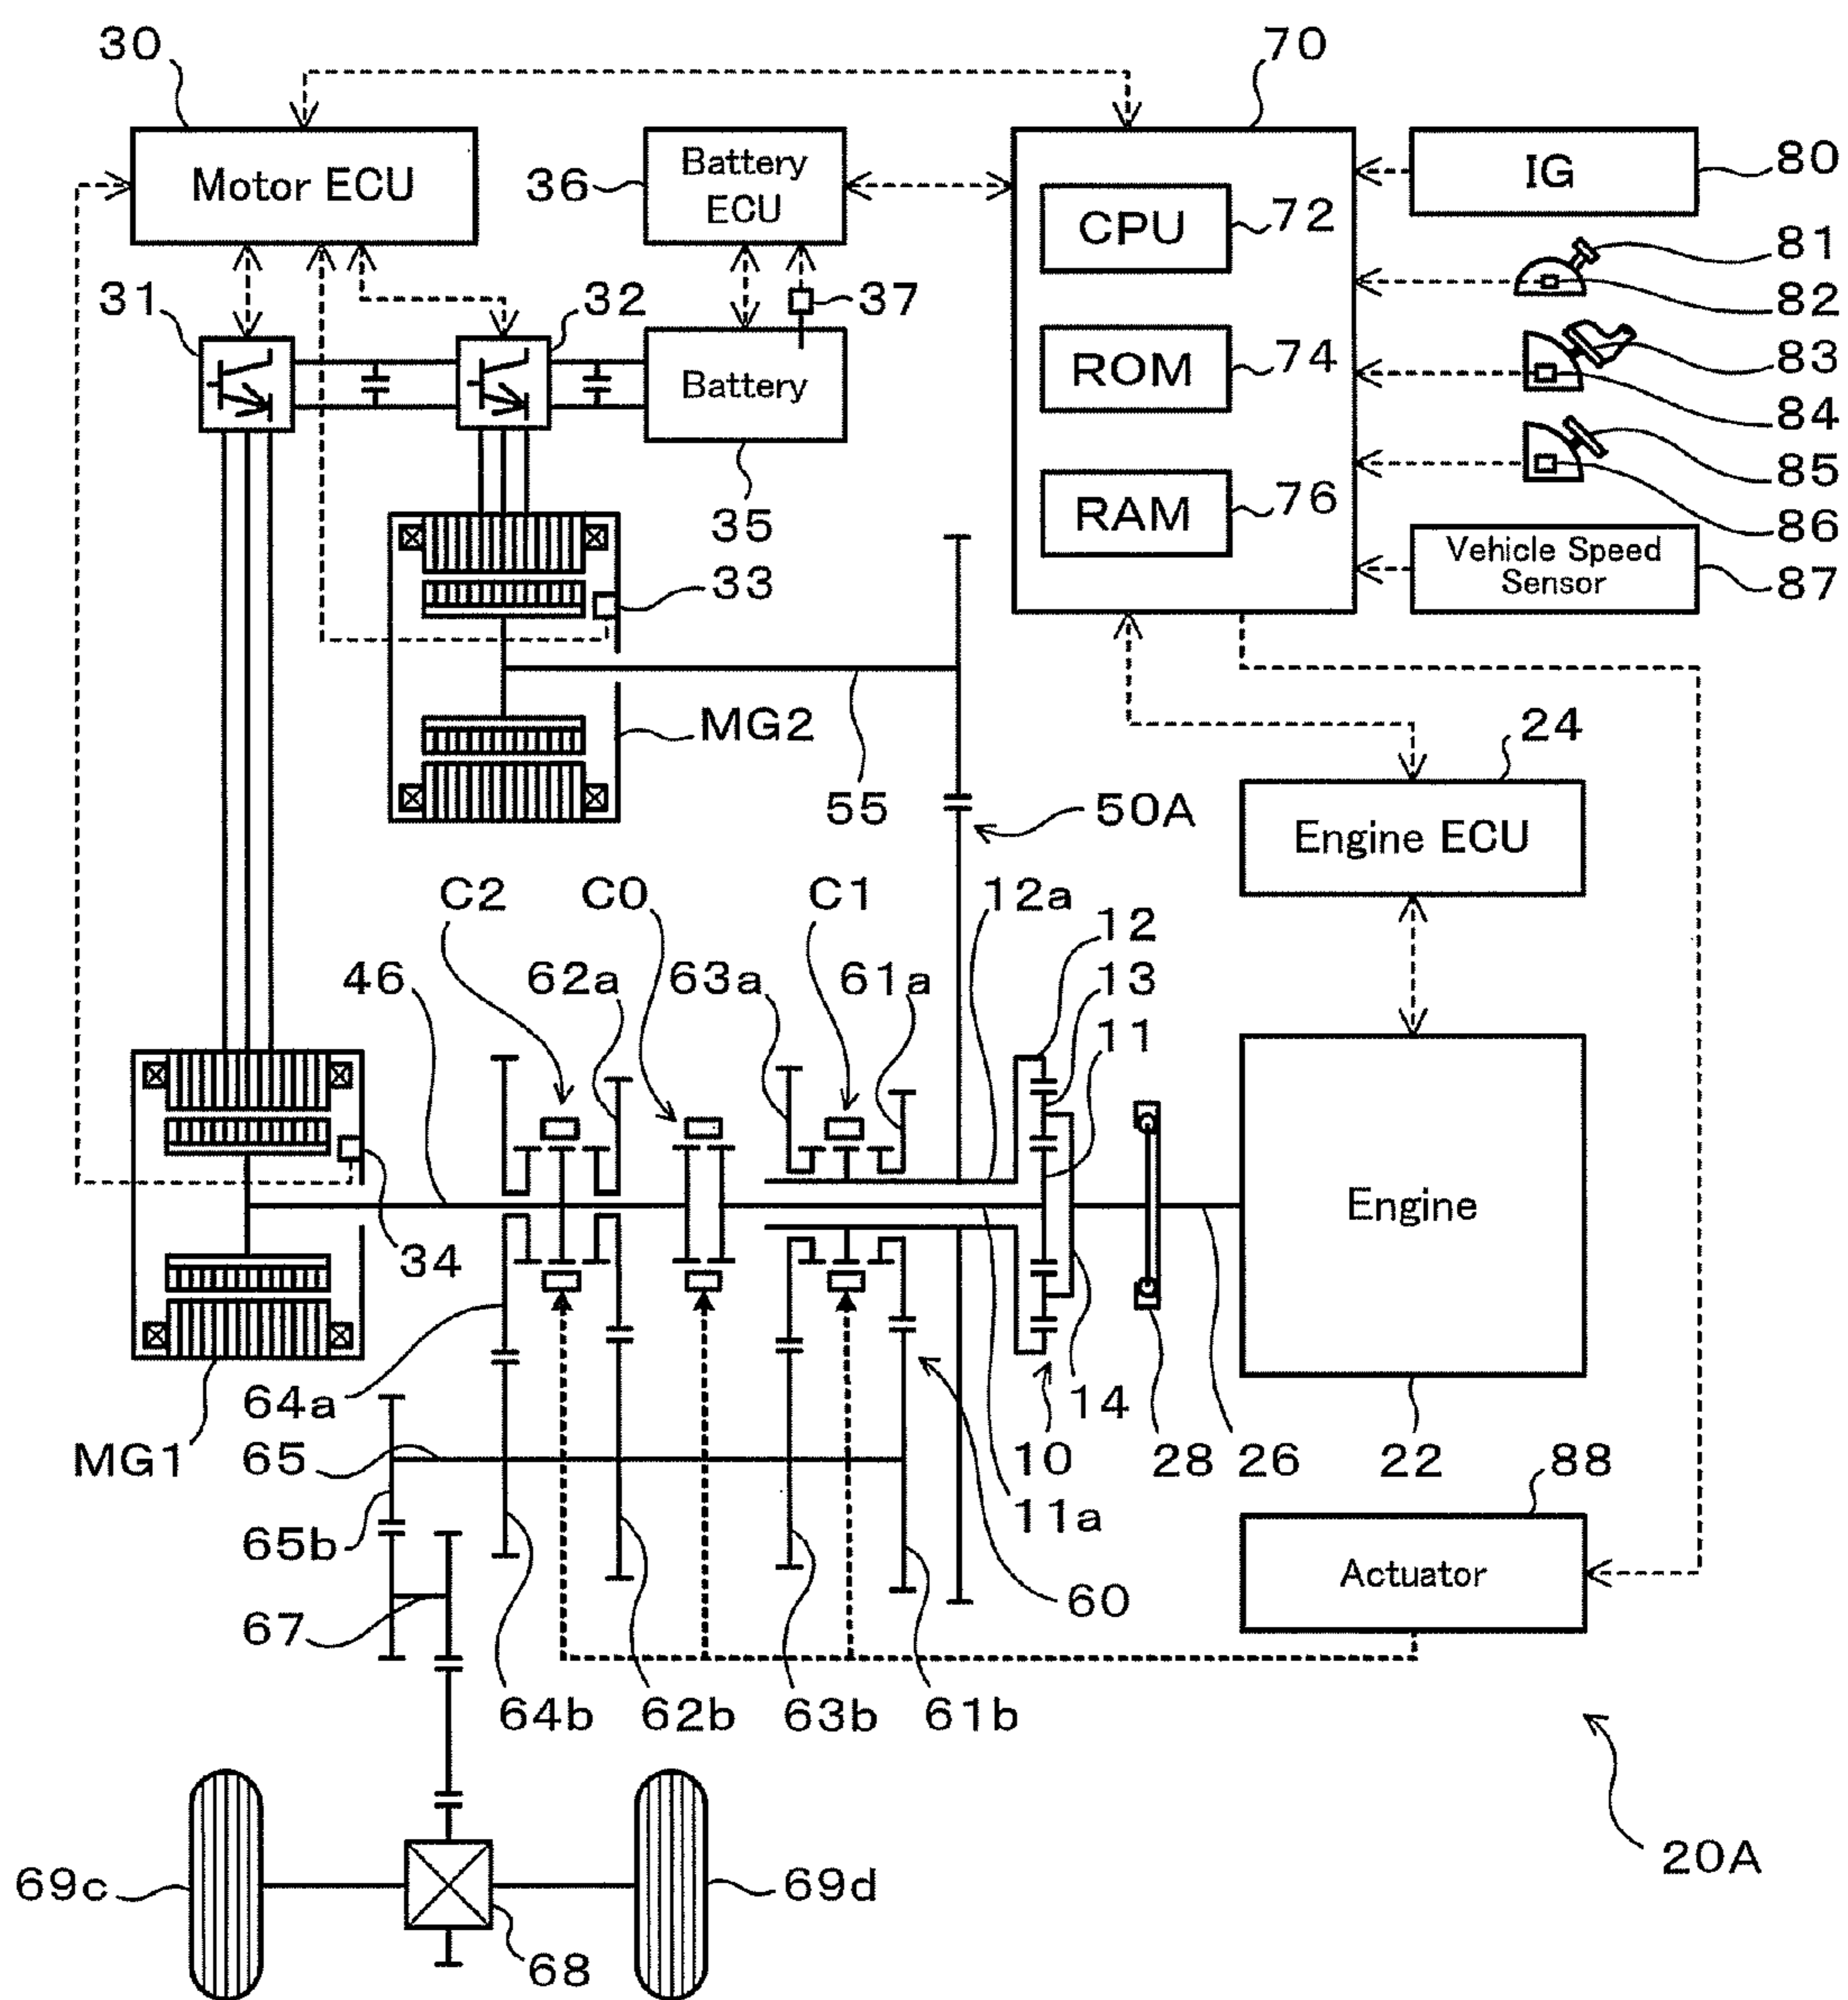 30
70
Motor ECU
36
Battery
ECU
IG
80
CPU
72
81
82
31
32
37
ROM
74
83
84
Battery
85
35
RAM
76
86
33
Vehicle Speed
Sensor
87
MG2
24
55
50A
Engine ECU
C2
C0
C1
12a
12
46
62a
63a
61a
13
11
34
Engine
64a
14
MG1
65
10
28
26
22
88
65b
11a
Actuator
67
60
64b
62b
63b
61b
20A
69c
69d
68